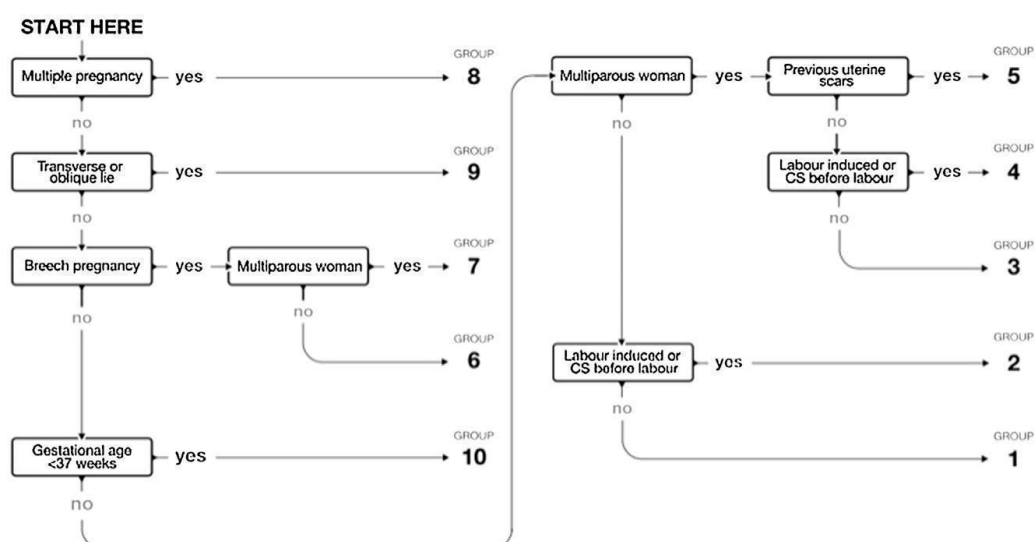 START HERE
Multiple pregnancy
yes
GROUP
8
no
Transverse or
oblique lie
yes
GROUP
9
no
Breech pregnancy
yes
Multiparous woman
yes
GROUP
7
no
no
GROUP
6
Gestational age
<37 weeks
yes
GROUP
10
no
Multiparous woman
yes
Previous uterine
scars
yes
GROUP
5
no
no
Labour induced or
CS before labour
yes
GROUP
4
no
GROUP
3
Labour induced or
CS before labour
yes
GROUP
2
no
GROUP
1